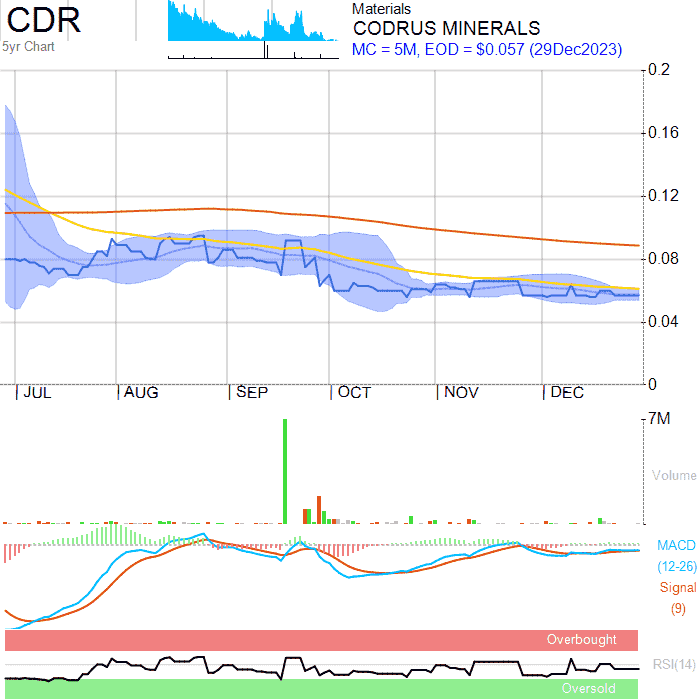 CDR
5yr Chart
Materials
CODRUS MINERALS
MC = 5M, EOD = $0.057 (29Dec2023)
0.2
0.16
0.12
0.08
0.04
0
JUL AUG SEP OCT NOV DEC
7M
Volume
MACD
(12-26)
Signal
(9)
Overbought
RSI(14)
Oversold